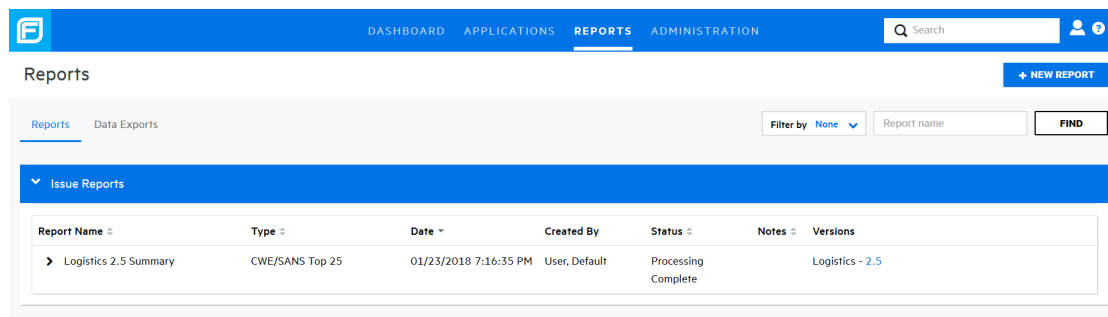 F DASHBOARD APPLICATIONS REPORTS ADMINISTRATION Search ?
Reports + NEW REPORT
Reports Data Exports Filter by None Report name FIND
Issue Reports
Report Name Type Date Created By Status Notes Versions
Logistics 2.5 Summary CWE/SANS Top 25 01/23/2018 7:16:35 PM User, Default Processing Logistics - 2.5
Complete